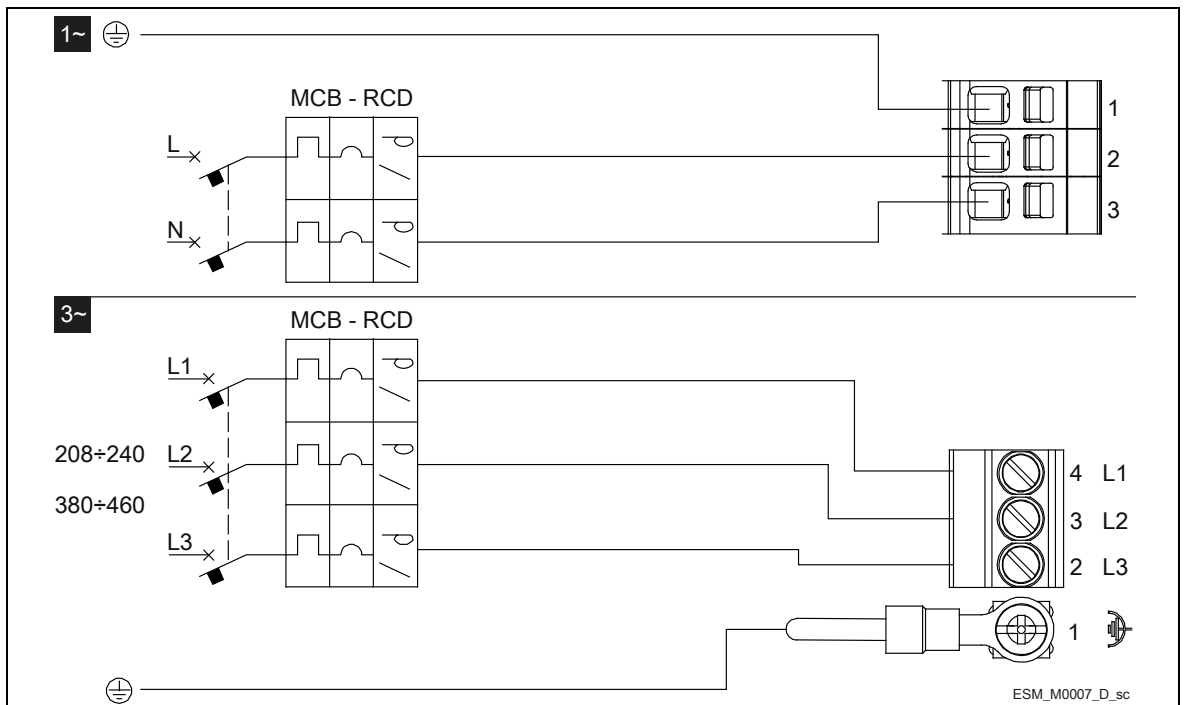 1~
MCB - RCD
1
L
2
N
3
3~
MCB - RCD
L1
208÷240
L2
380÷460
4 L1
3 L2
L3
2 L3
1
ESM_M0007_D_sc